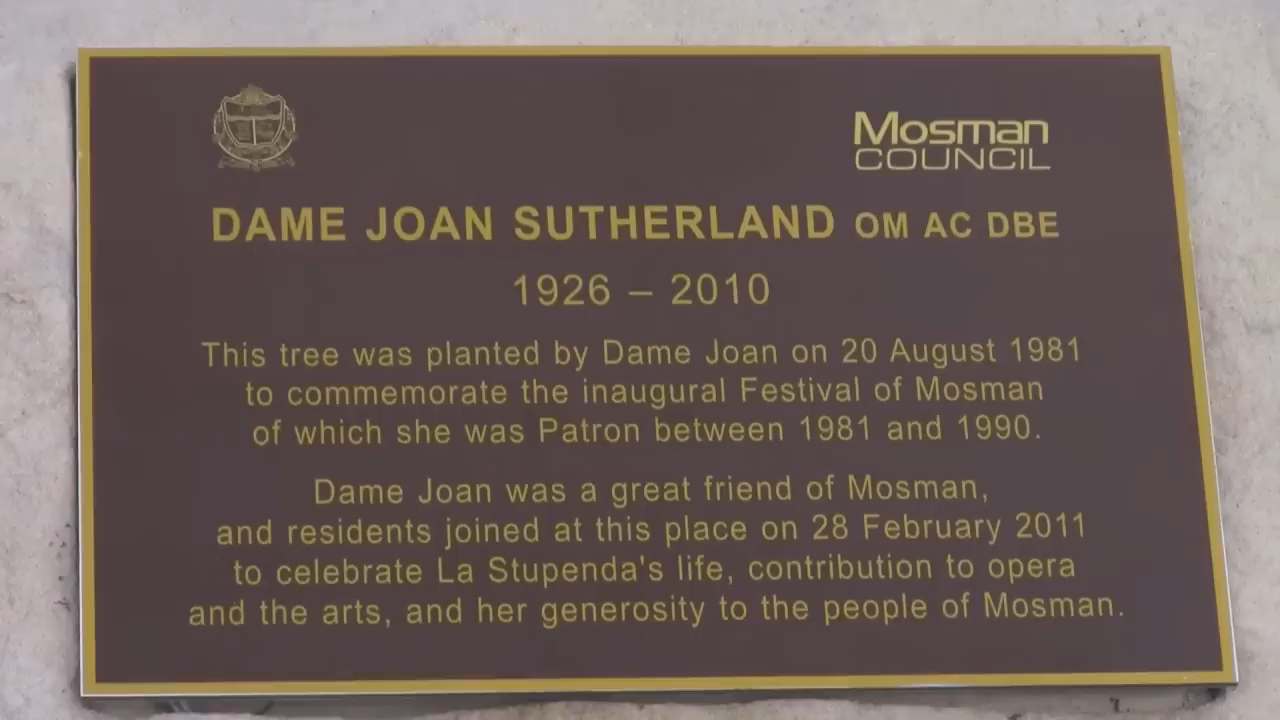 Mosman
COUNCIL
DAME JOAN SUTHERLAND OM AC DBE
1926 – 2010
This tree was planted by Dame Joan on 20 August 1981
to commemorate the inaugural Festival of Mosman
of which she was Patron between 1981 and 1990.
Dame Joan was a great friend of Mosman,
and residents joined at this place on 28 February 2011
to celebrate La Stupenda's life, contribution to opera
and the arts, and her generosity to the people of Mosman.